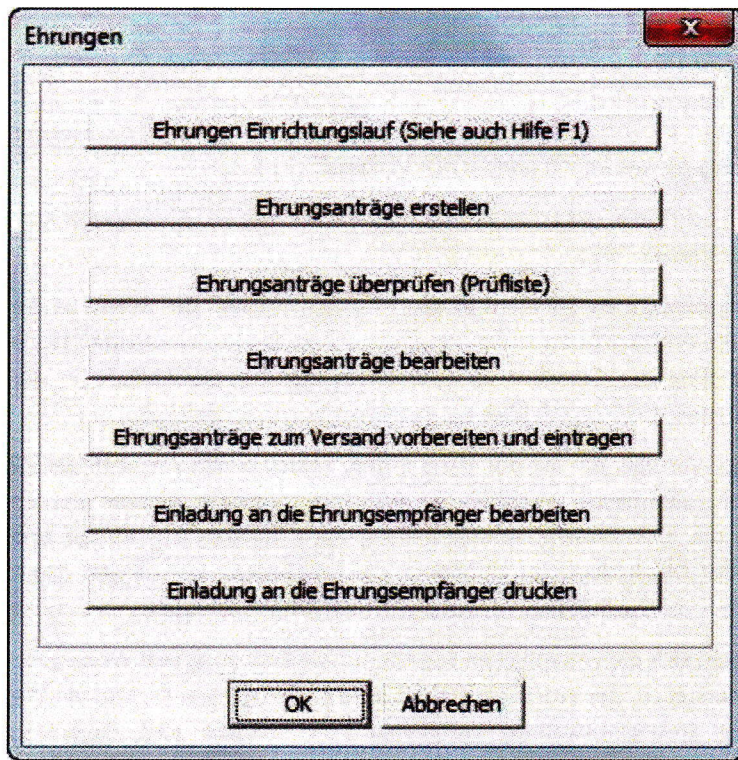 Ehrungen
X
Ehrungen Einrichtungslauf (Siehe auch Hilfe F1)
Ehrungsanträge erstellen
Ehrungsanträge überprüfen (Prüfliste)
Ehrungsanträge bearbeiten
Ehrungsanträge zum Versand vorbereiten und eintragen
Einladung an die Ehrungsempfänger bearbeiten
Einladung an die Ehrungsempfänger drucken
OK Abbrechen